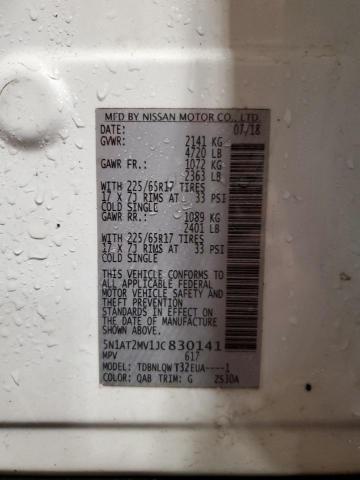 MFD BY NISSAN MOTOR CO., LTD.
DATE: 07/18
GVWR: 2141 KG
4720 LB
GAWR FR.: 1072 KG
2363 LB
WITH 225/65R17 TIRES
17 X 7J RIMS AT 33 PSI
COLD SINGLE
GAWR RR.: 1089 KG
2401 LB
WITH 225/65R17 TIRES
17 X 7J RIMS AT 33 PSI
COLD SINGLE
THIS VEHICLE CONFORMS TO
ALL APPLICABLE FEDERAL
MOTOR VEHICLE SAFETY
AND THEFT PREVENTION
STANDARDS IN EFFECT ON
THE DATE OF MANUFACTURE
SHOWN ABOVE.
5N1AT2MV1JC830141
MPV 617
MODEL: TDBNLQWT32EUA----1
COLOR: QAB TRIM: G 2530A